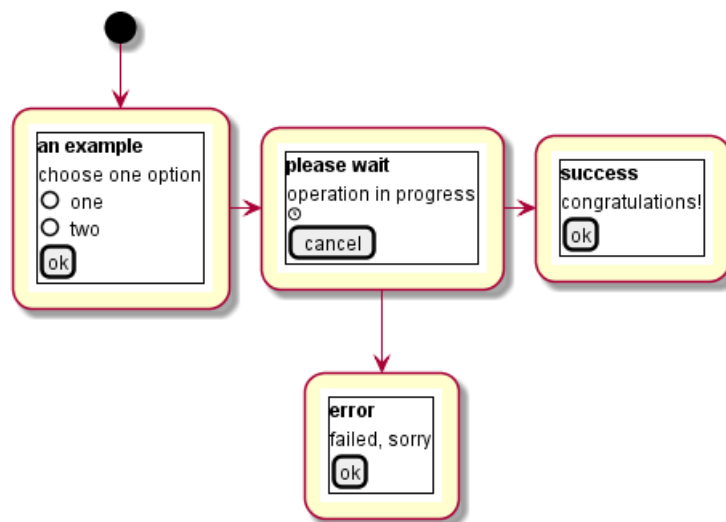 an example
choose one option
one
two
ok
please wait
operation in progress
cancel
success
congratulations!
ok
error
failed, sorry
ok